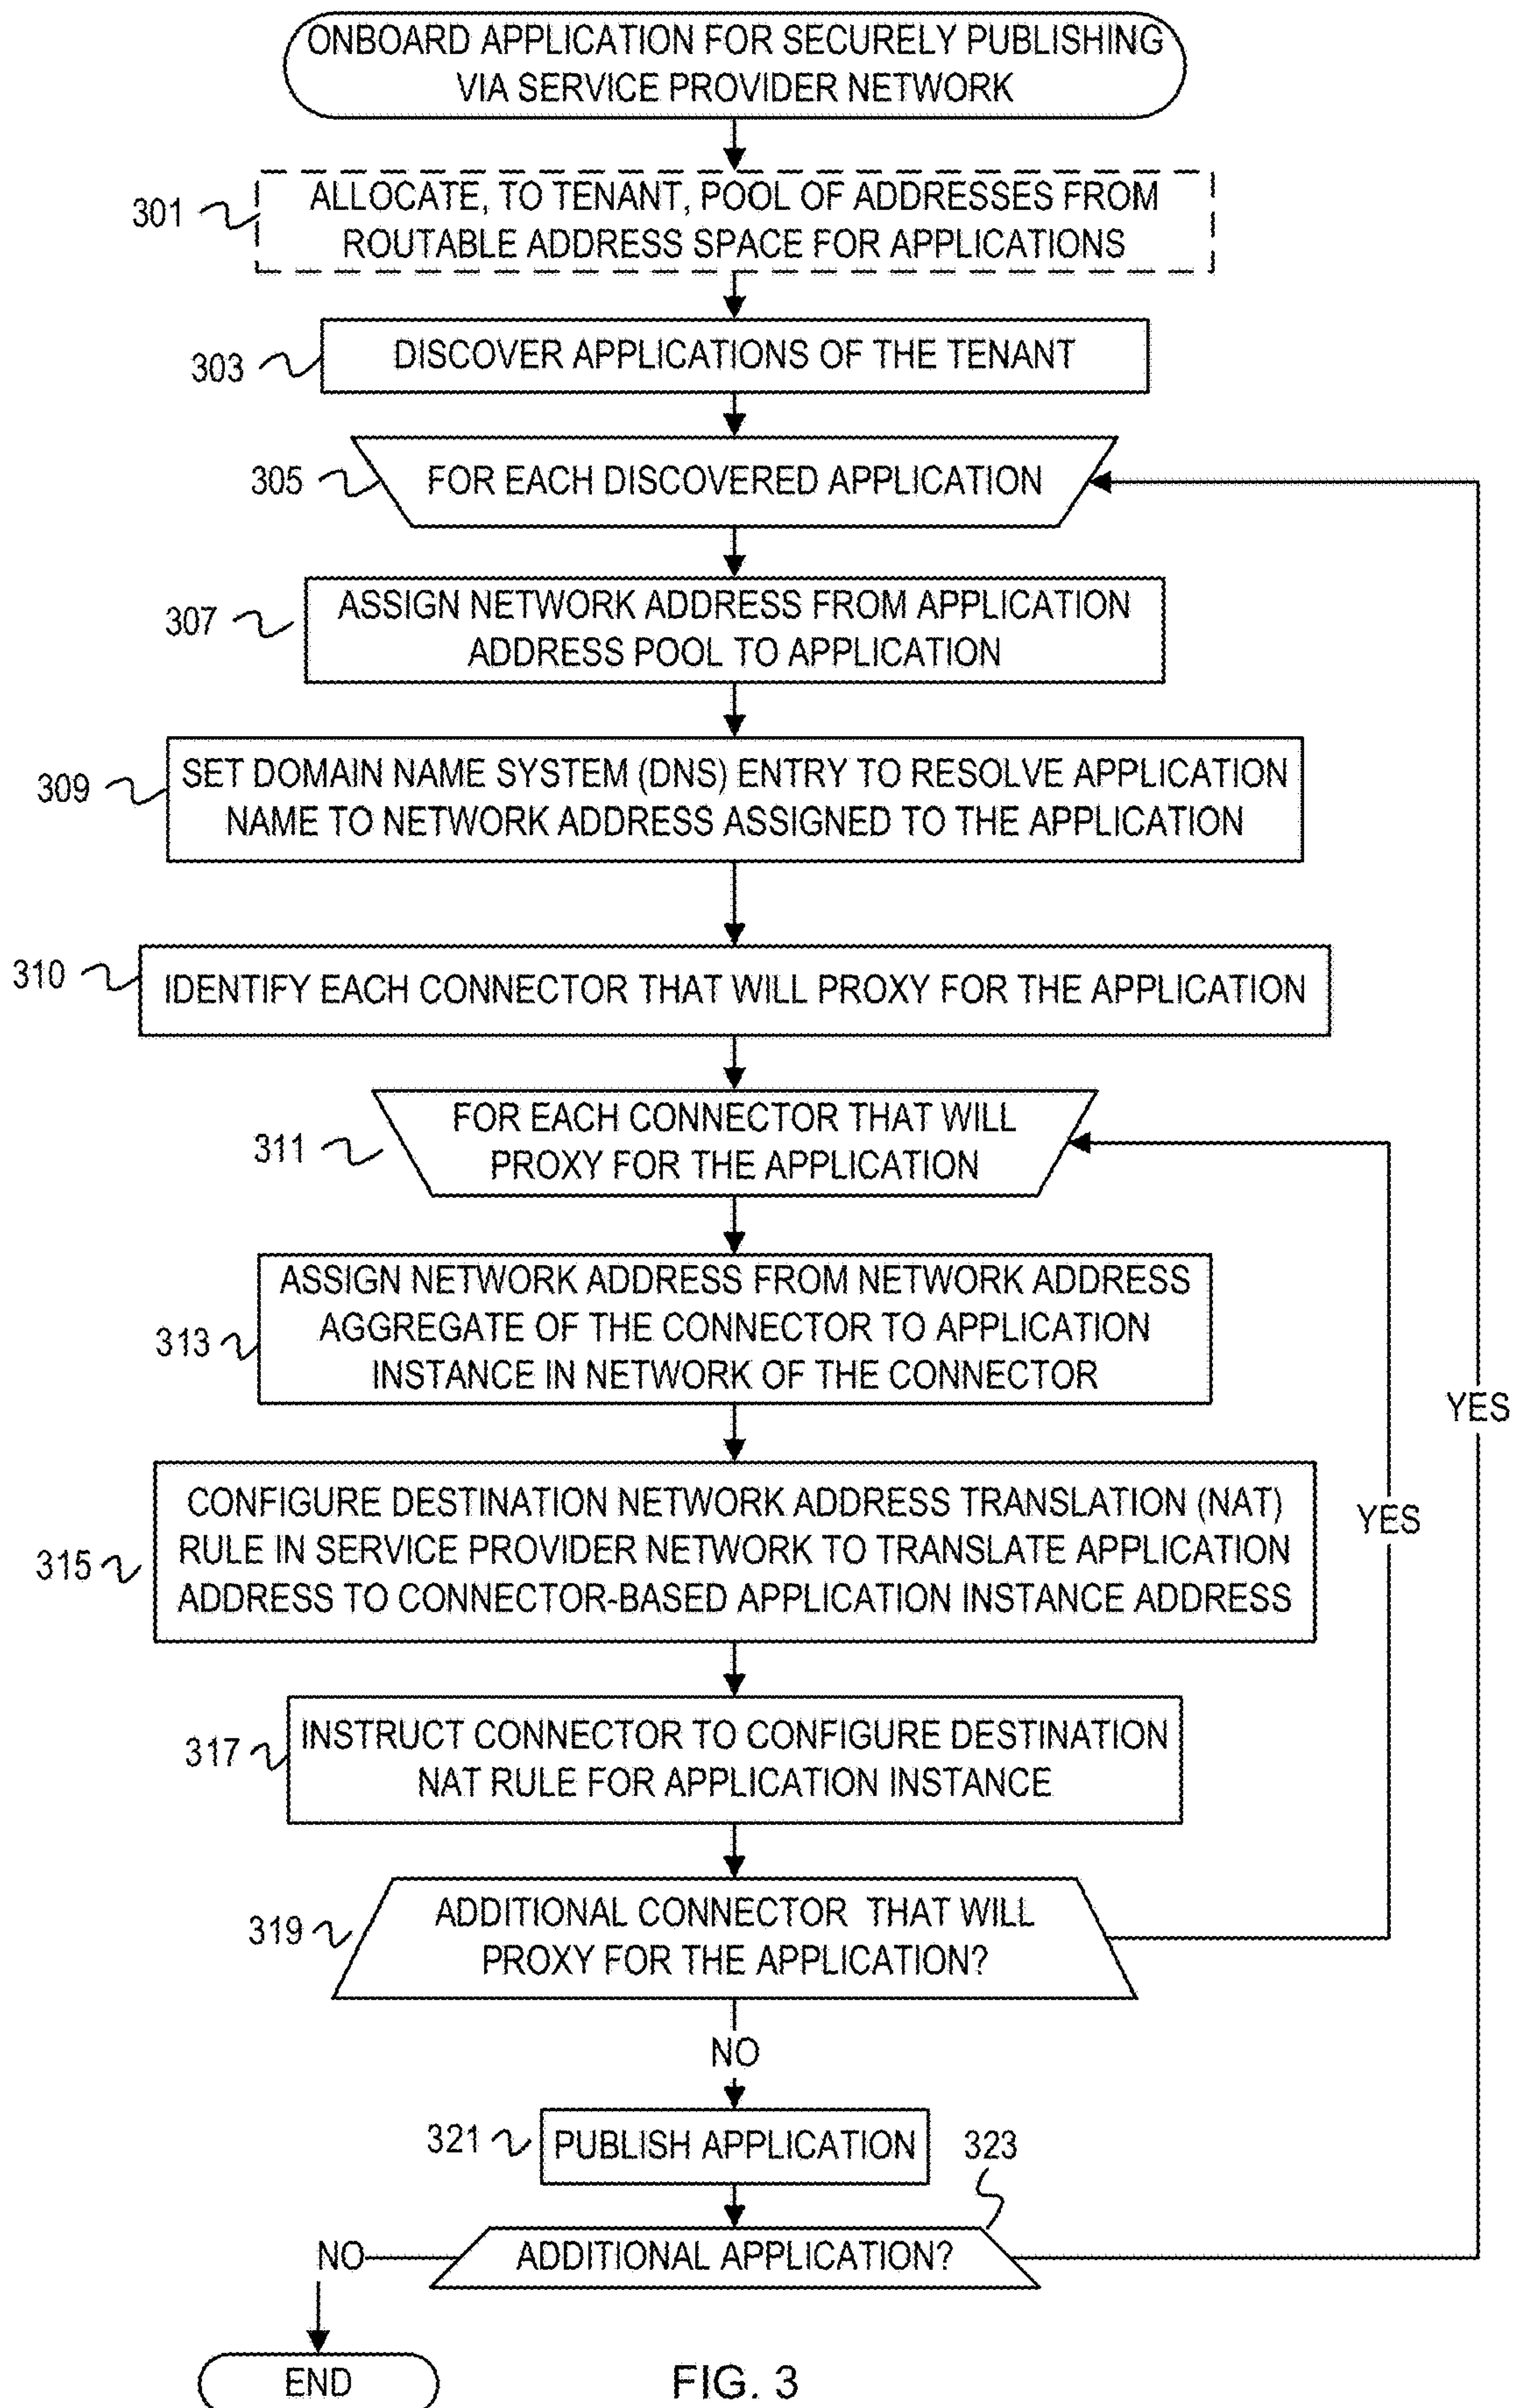 ONBOARD APPLICATION FOR SECURELY PUBLISHING
VIA SERVICE PROVIDER NETWORK
301
ALLOCATE, TO TENANT, POOL OF ADDRESSES FROM
ROUTABLE ADDRESS SPACE FOR APPLICATIONS
303
DISCOVER APPLICATIONS OF THE TENANT
305
FOR EACH DISCOVERED APPLICATION
307
ASSIGN NETWORK ADDRESS FROM APPLICATION
ADDRESS POOL TO APPLICATION
309
SET DOMAIN NAME SYSTEM (DNS) ENTRY TO RESOLVE APPLICATION
NAME TO NETWORK ADDRESS ASSIGNED TO THE APPLICATION
310
IDENTIFY EACH CONNECTOR THAT WILL PROXY FOR THE APPLICATION
311
FOR EACH CONNECTOR THAT WILL
PROXY FOR THE APPLICATION
313
ASSIGN NETWORK ADDRESS FROM NETWORK ADDRESS
AGGREGATE OF THE CONNECTOR TO APPLICATION
INSTANCE IN NETWORK OF THE CONNECTOR
YES
315
CONFIGURE DESTINATION NETWORK ADDRESS TRANSLATION (NAT)
RULE IN SERVICE PROVIDER NETWORK TO TRANSLATE APPLICATION
ADDRESS TO CONNECTOR-BASED APPLICATION INSTANCE ADDRESS
YES
317
INSTRUCT CONNECTOR TO CONFIGURE DESTINATION
NAT RULE FOR APPLICATION INSTANCE
319
ADDITIONAL CONNECTOR THAT WILL
PROXY FOR THE APPLICATION?
NO
321
PUBLISH APPLICATION
323
NO
ADDITIONAL APPLICATION?
END
FIG. 3